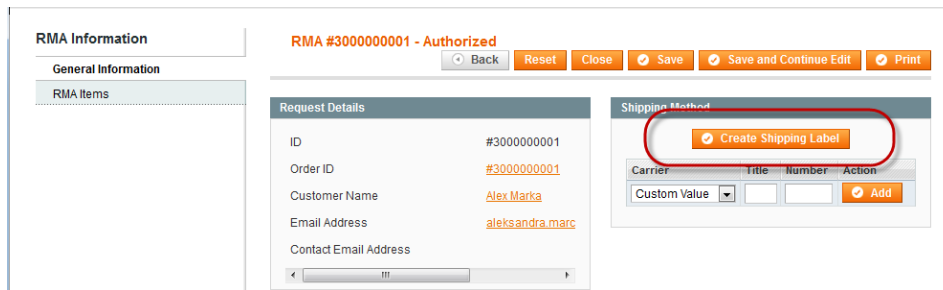 RMA Information
General Information
RMA Items
RMA #3000000001 - Authorized
Back Reset Close Save Save and Continue Edit Print
Request Details
ID #3000000001
Order ID #3000000001
Customer Name Alex Marka
Email Address aleksandra.marc
Contact Email Address
Shipping Method
Create Shipping Label
Carrier Title Number Action
Custom Value Add